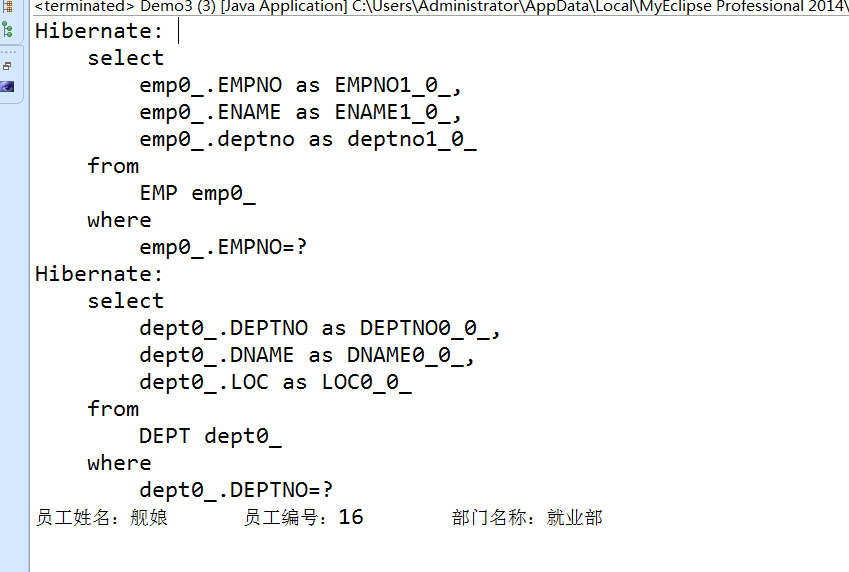 <terminated> Demo3 (3) [Java Application] C:\Users\Administrator\AppData\Local\MyEclipse Professional 2014\
Hibernate:
    select
        emp0_.EMPNO as EMPNO1_0_,
        emp0_.ENAME as ENAME1_0_,
        emp0_.deptno as deptno1_0_
    from
        EMP emp0_
    where
        emp0_.EMPNO=?
Hibernate:
    select
        dept0_.DEPTNO as DEPTNO0_0_,
        dept0_.DNAME as DNAME0_0_,
        dept0_.LOC as LOC0_0_
    from
        DEPT dept0_
    where
        dept0_.DEPTNO=?
员工姓名：舰娘 员工编号：16 部门名称：就业部